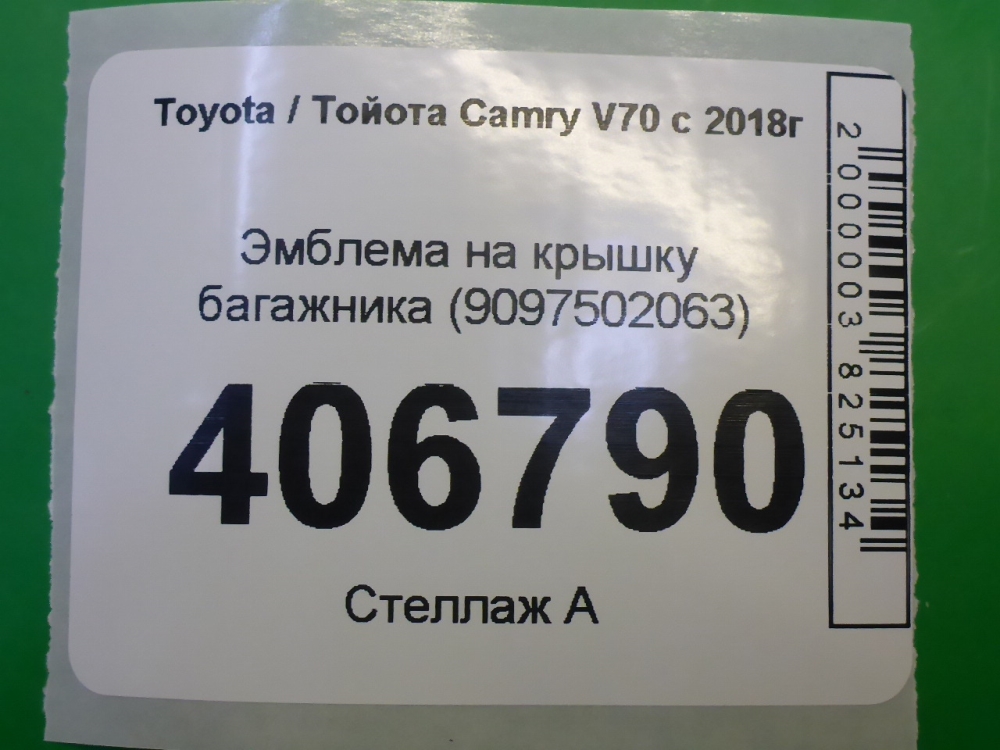 Toyota / Тойота Camry V70 с 2018г
Эмблема на крышку
багажника (9097502063)
406790
Стеллаж А
2000003825134